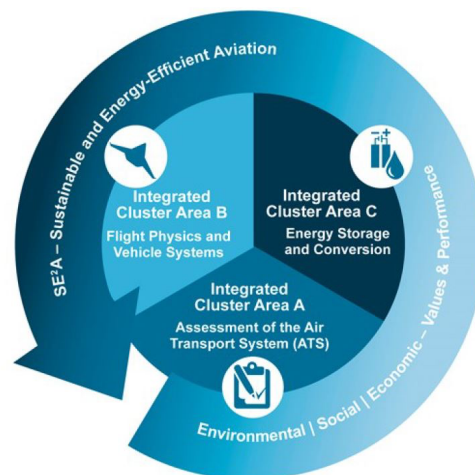 SE²A – Sustainable and Energy-Efficient Aviation
Integrated
Cluster Area B
Flight Physics and
Vehicle Systems
Integrated
Cluster Area C
Energy Storage
and Conversion
Integrated
Cluster Area A
Assessment of the Air
Transport System (ATS)
Environmental | Social | Economic – Values & Performance